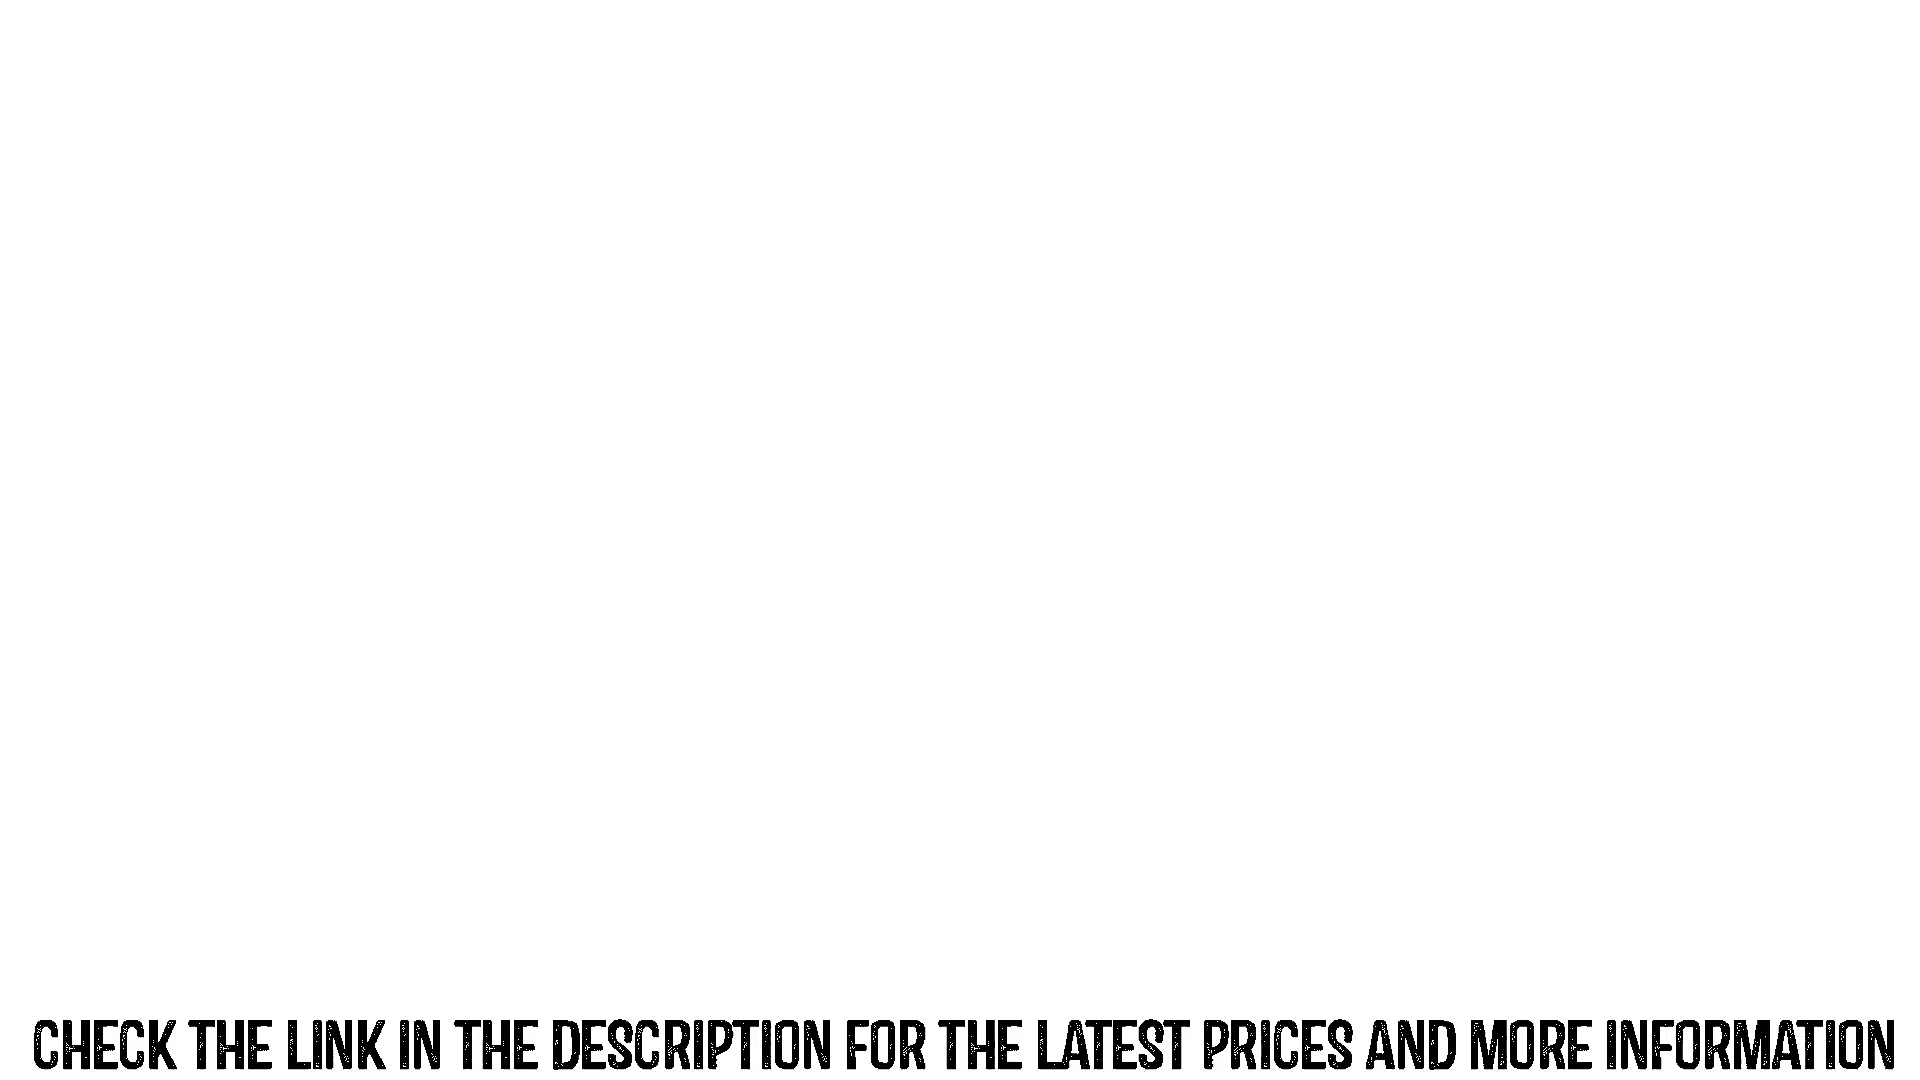 CHECK THE LINK IN THE DESCRIPTION FOR THE LATEST PRICES AND MORE INFORMATION